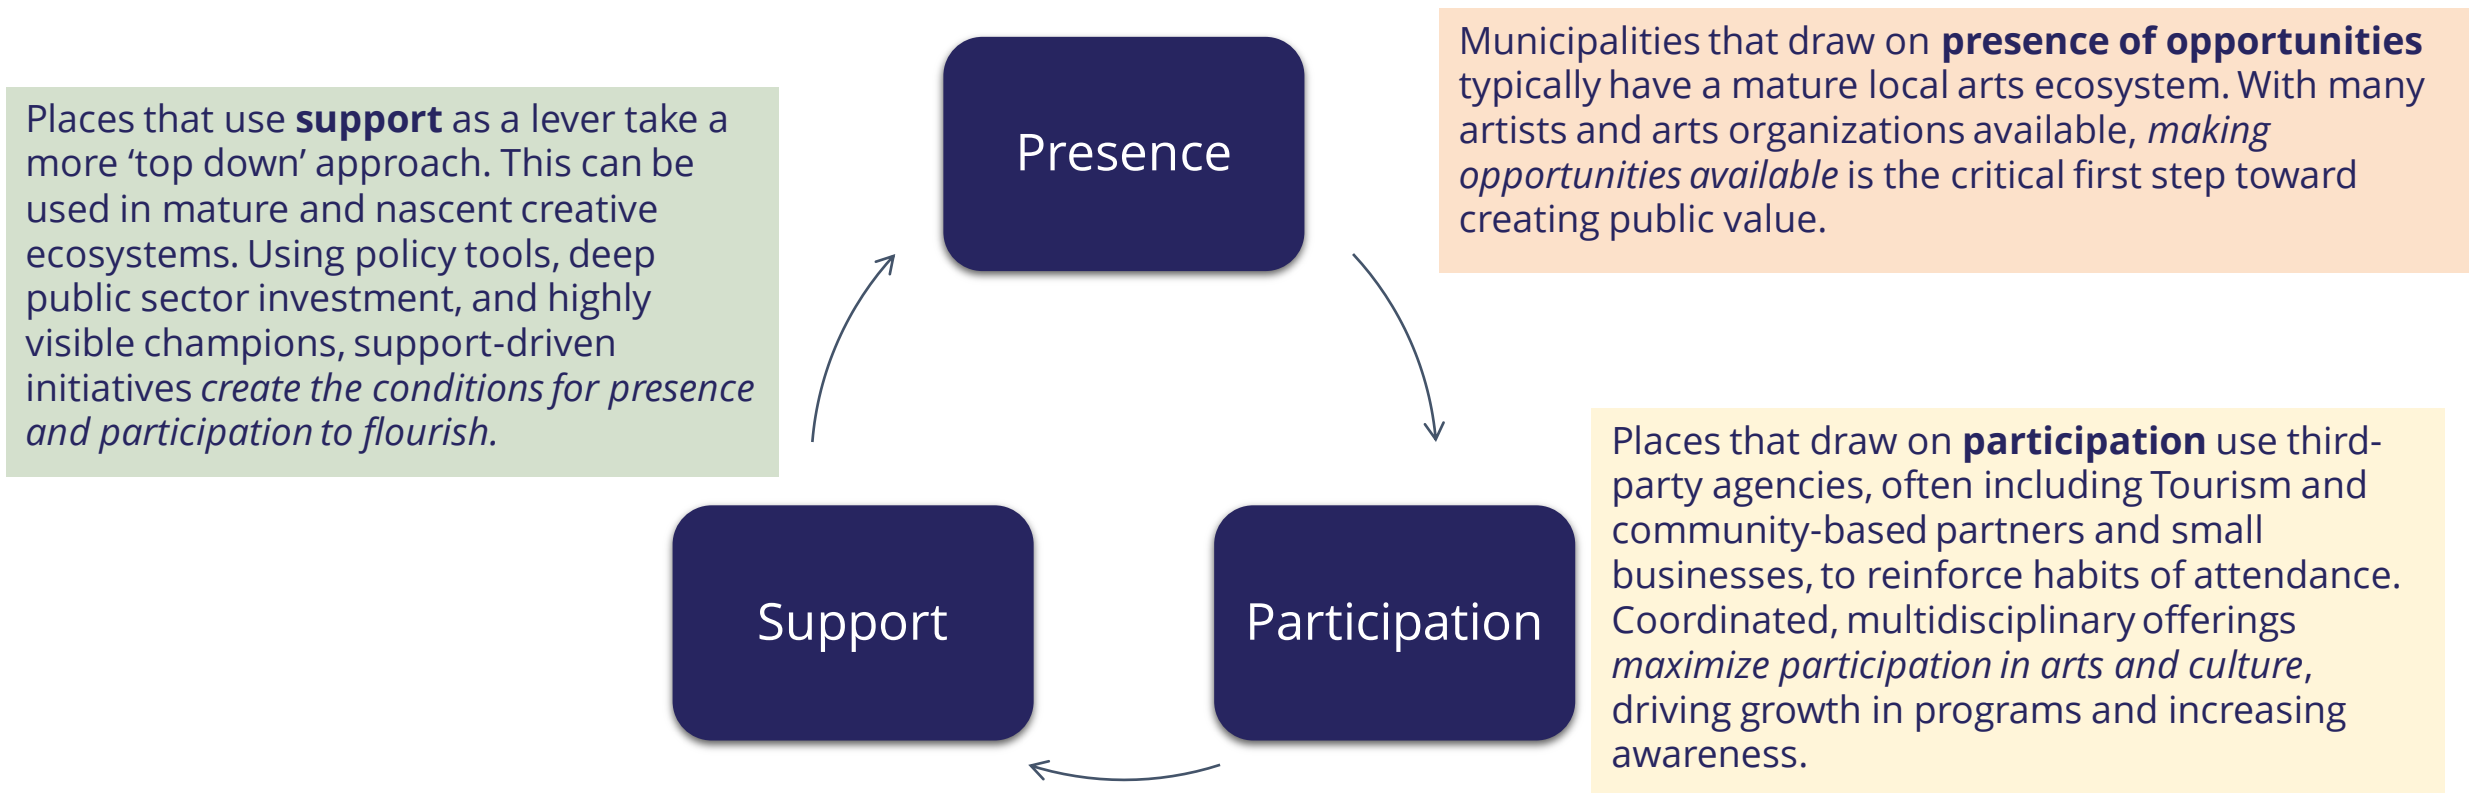 Presence
Municipalities that draw on presence of opportunities
typically have a mature local arts ecosystem. With many
artists and arts organizations available, making
opportunities available is the critical first step toward
creating public value.
Places that use support as a lever take a
more ‘top down’ approach. This can be
used in mature and nascent creative
ecosystems. Using policy tools, deep
public sector investment, and highly
visible champions, support-driven
initiatives create the conditions for presence
and participation to flourish.
Places that draw on participation use third-
party agencies, often including Tourism and
community-based partners and small
businesses, to reinforce habits of attendance.
Coordinated, multidisciplinary offerings
maximize participation in arts and culture,
driving growth in programs and increasing
awareness.
Support
Participation